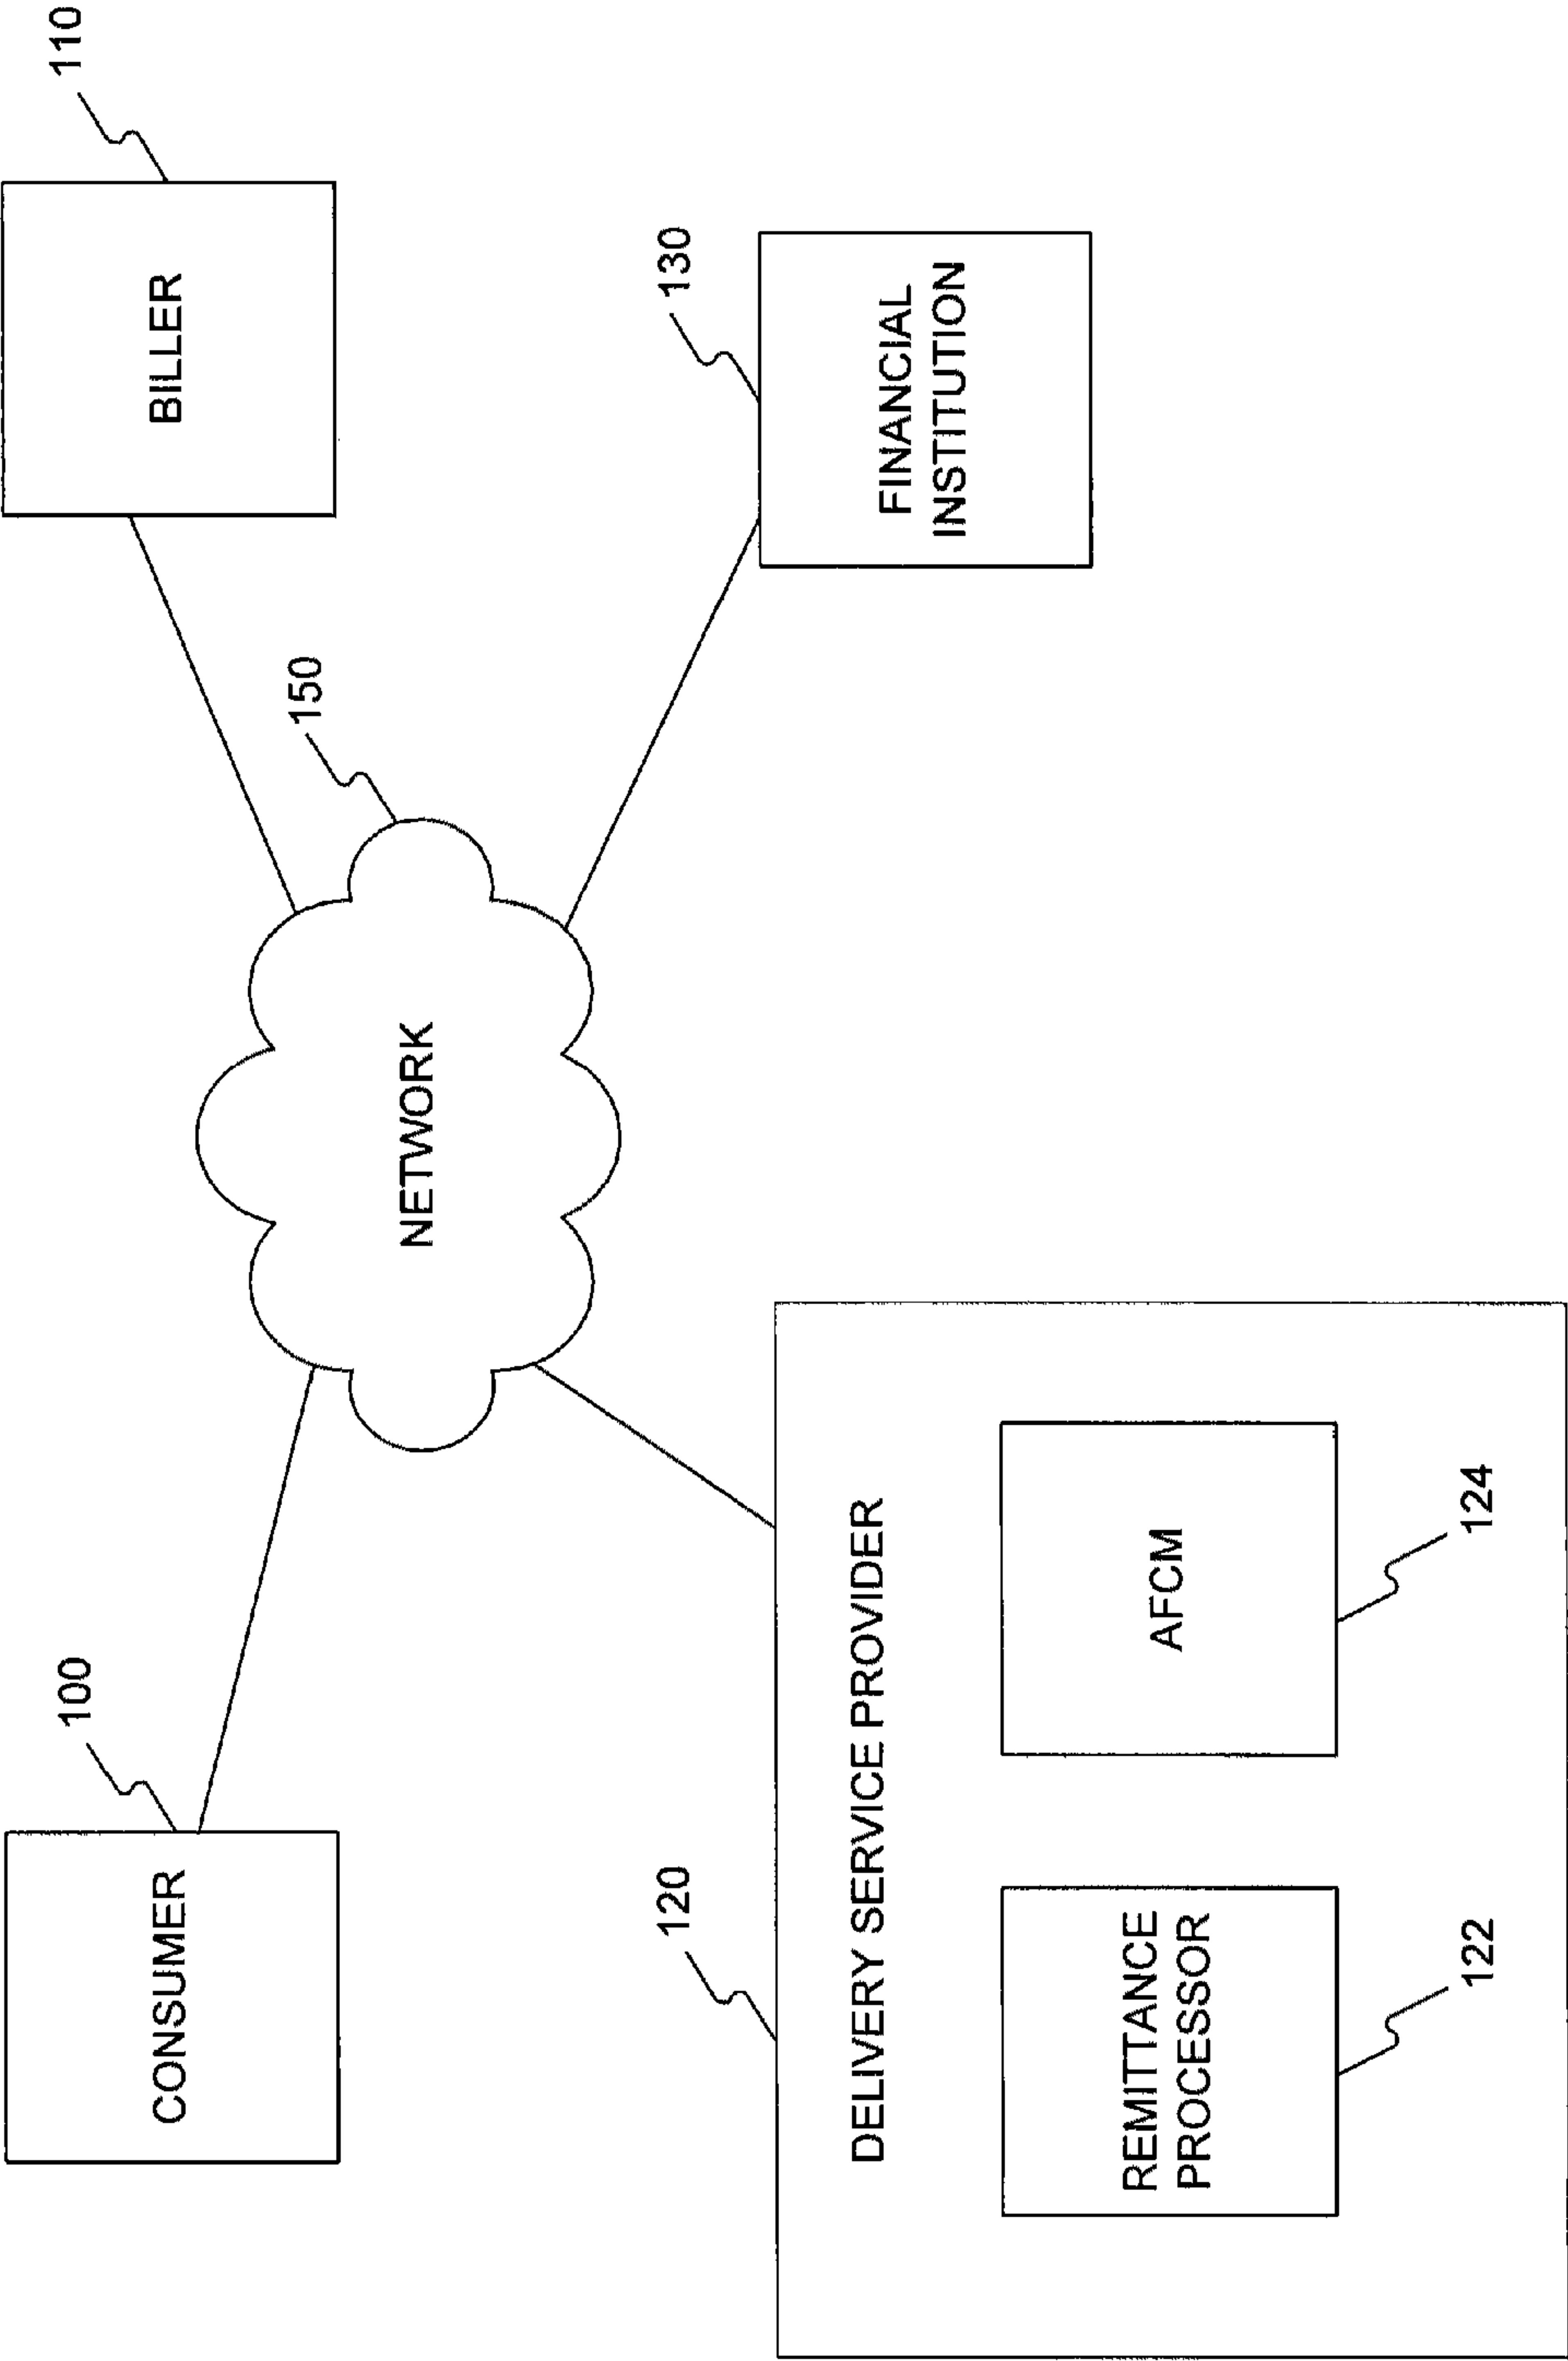 100
CONSUMER
110
BILLER
150
NETWORK
120
DELIVERY SERVICE PROVIDER
REMITTANCE
PROCESSOR
122
AFCM
124
130
FINANCIAL
INSTITUTION